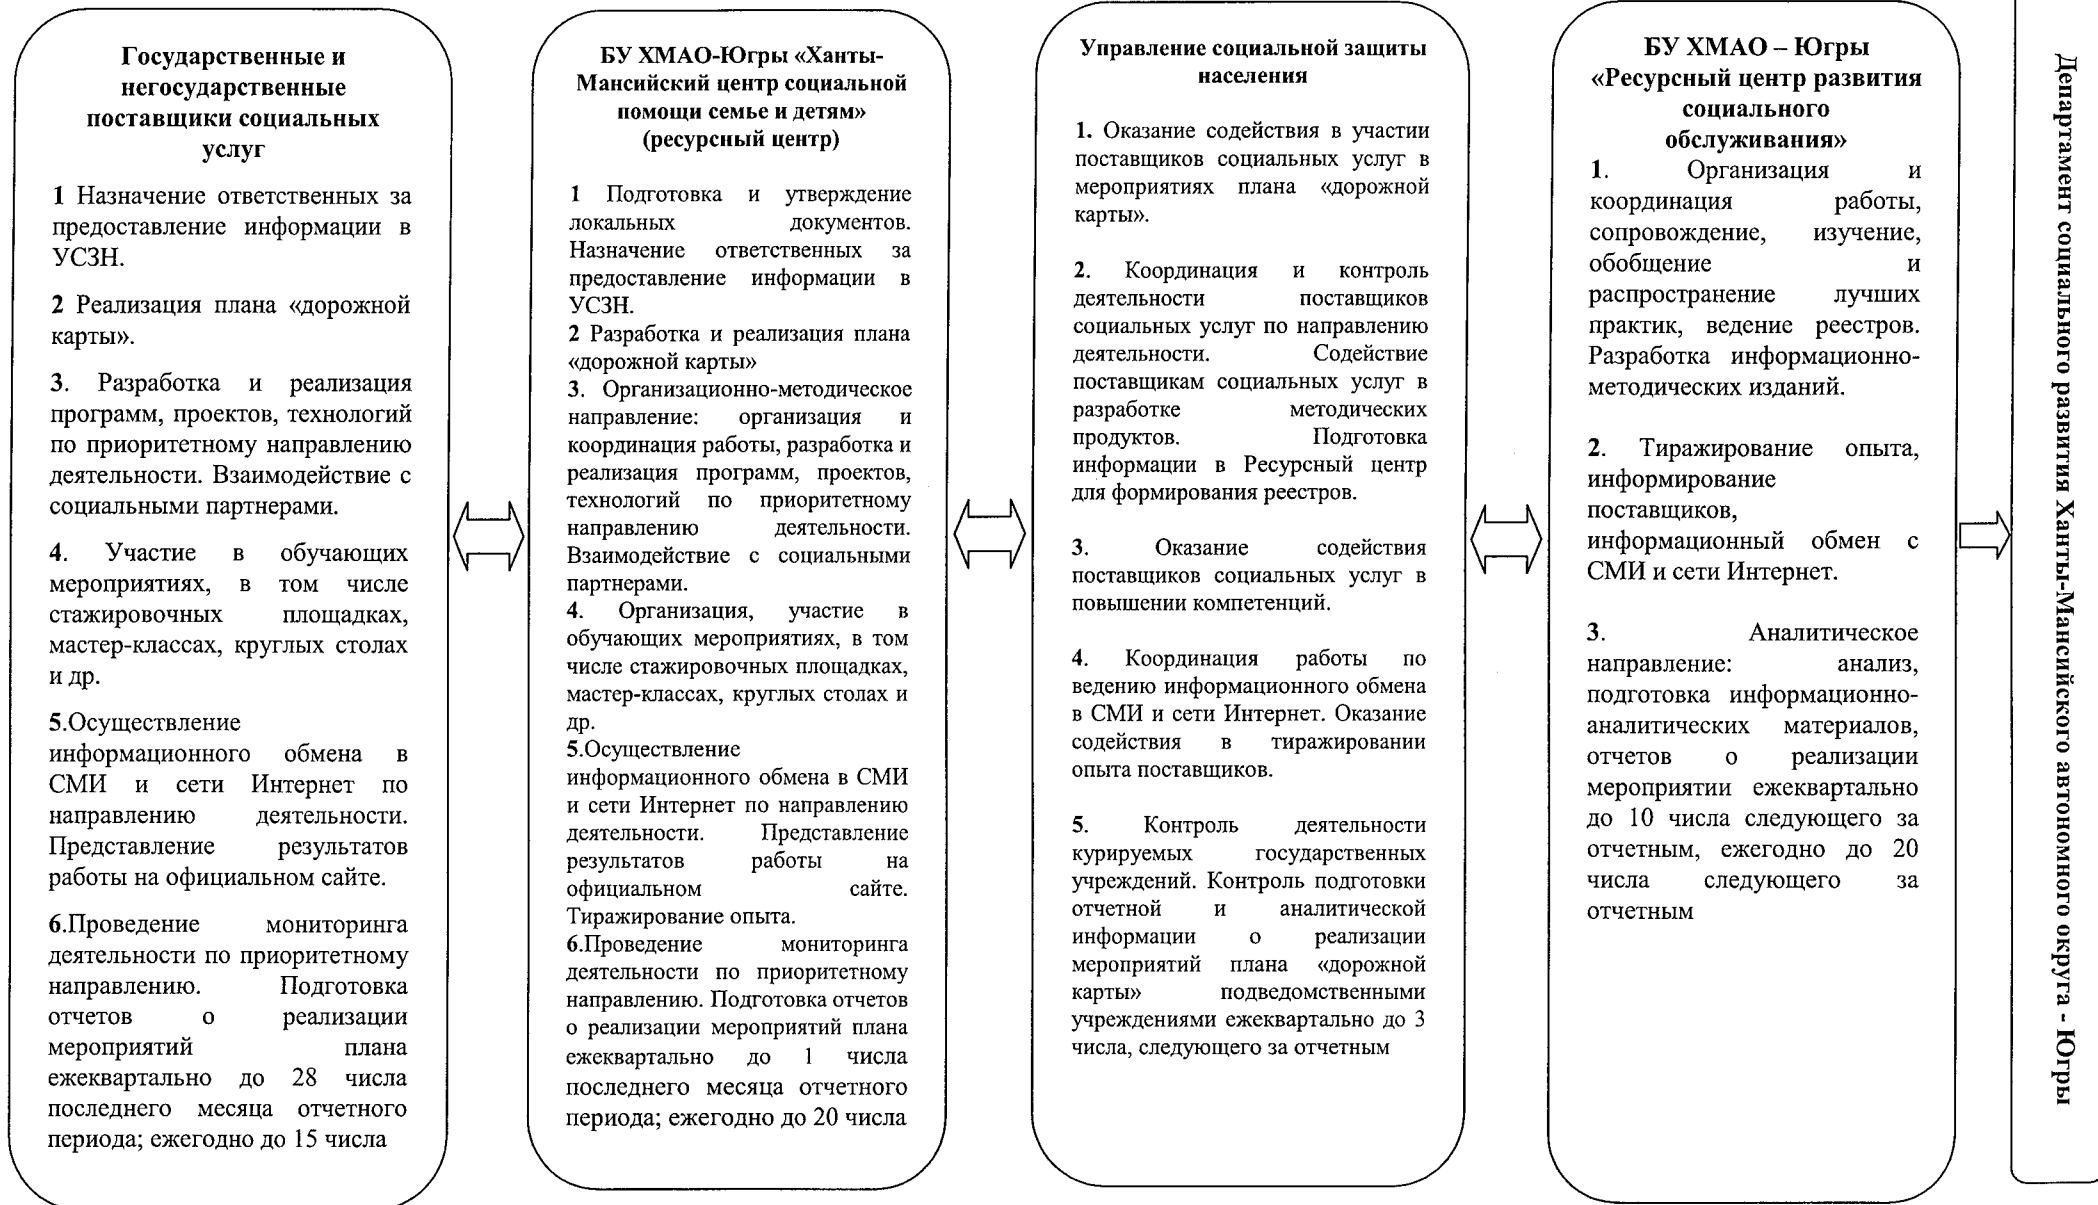 Государственные и
негосударственные
поставщики социальных
услуг
1 Назначение ответственных за
предоставление информации в
УСЗН.
2 Реализация плана «дорожной
карты».
3. Разработка и реализация
программ, проектов, технологий
по приоритетному направлению
деятельности. Взаимодействие с
социальными партнерами.
4. Участие в обучающих
мероприятиях, в том числе
стажировочных площадках,
мастер-классах, круглых столах
и др.
5.Осуществление
информационного обмена в
СМИ и сети Интернет по
направлению деятельности.
Представление результатов
работы на официальном сайте.
6.Проведение мониторинга
деятельности по приоритетному
направлению. Подготовка
отчетов о реализации
мероприятий плана
ежеквартально до 28 числа
последнего месяца отчетного
периода; ежегодно до 15 числа
БУ ХМАО-Югры «Ханты-
Мансийский центр социальной
помощи семье и детям»
(ресурсный центр)
1 Подготовка и утверждение
локальных документов.
Назначение ответственных за
предоставление информации в
УСЗН.
2 Разработка и реализация плана
«дорожной карты»
3. Организационно-методическое
направление: организация и
координация работы, разработка и
реализация программ, проектов,
технологий по приоритетному
направлению деятельности.
Взаимодействие с социальными
партнерами.
4. Организация, участие в
обучающих мероприятиях, в том
числе стажировочных площадках,
мастер-классах, круглых столах и
др.
5.Осуществление
информационного обмена в СМИ
и сети Интернет по направлению
деятельности. Представление
результатов работы на
официальном сайте.
Тиражирование опыта.
6.Проведение мониторинга
деятельности по приоритетному
направлению. Подготовка отчетов
о реализации мероприятий плана
ежеквартально до 1 числа
последнего месяца отчетного
периода; ежегодно до 20 числа
Управление социальной защиты
населения
1. Оказание содействия в участии
поставщиков социальных услуг в
мероприятиях плана «дорожной
карты».
2. Координация и контроль
деятельности поставщиков
социальных услуг по направлению
деятельности. Содействие
поставщикам социальных услуг в
разработке методических
продуктов. Подготовка
информации в Ресурсный центр
для формирования реестров.
3. Оказание содействия
поставщиков социальных услуг в
повышении компетенций.
4. Координация работы по
ведению информационного обмена
в СМИ и сети Интернет. Оказание
содействия в тиражировании
опыта поставщиков.
5. Контроль деятельности
курируемых государственных
учреждений. Контроль подготовки
отчетной и аналитической
информации о реализации
мероприятий плана «дорожной
карты» подведомственными
учреждениями ежеквартально до 3
числа, следующего за отчетным
БУ ХМАО – Югры
«Ресурсный центр развития
социального
обслуживания»
1. Организация и
координация работы,
сопровождение, изучение,
обобщение и
распространение лучших
практик, ведение реестров.
Разработка информационно-
методических изданий.
2. Тиражирование опыта,
информирование
поставщиков,
информационный обмен с
СМИ и сети Интернет.
3. Аналитическое
направление: анализ,
подготовка информационно-
аналитических материалов,
отчетов о реализации
мероприятии ежеквартально
до 10 числа следующего за
отчетным, ежегодно до 20
числа следующего за
отчетным
Департамент социального развития Ханты-Мансийского автономного округа - Югры